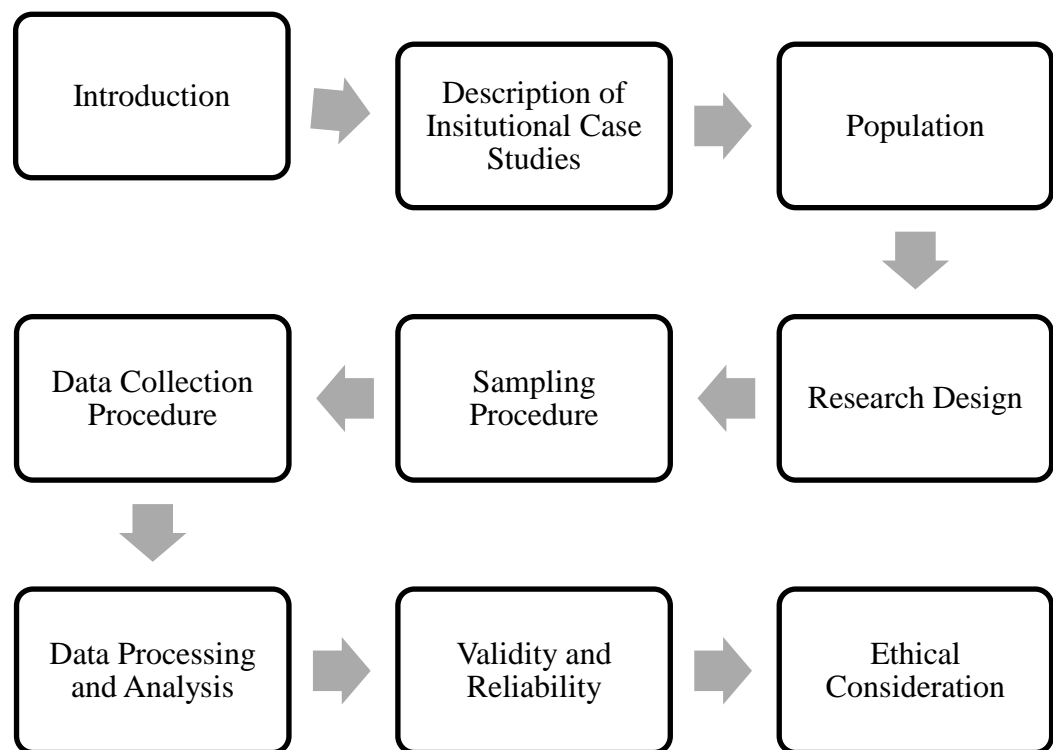 Introduction
Description of
Insitutional Case
Studies
Population
Research Design
Sampling
Procedure
Data Collection
Procedure
Data Processing
and Analysis
Validity and
Reliability
Ethical
Consideration